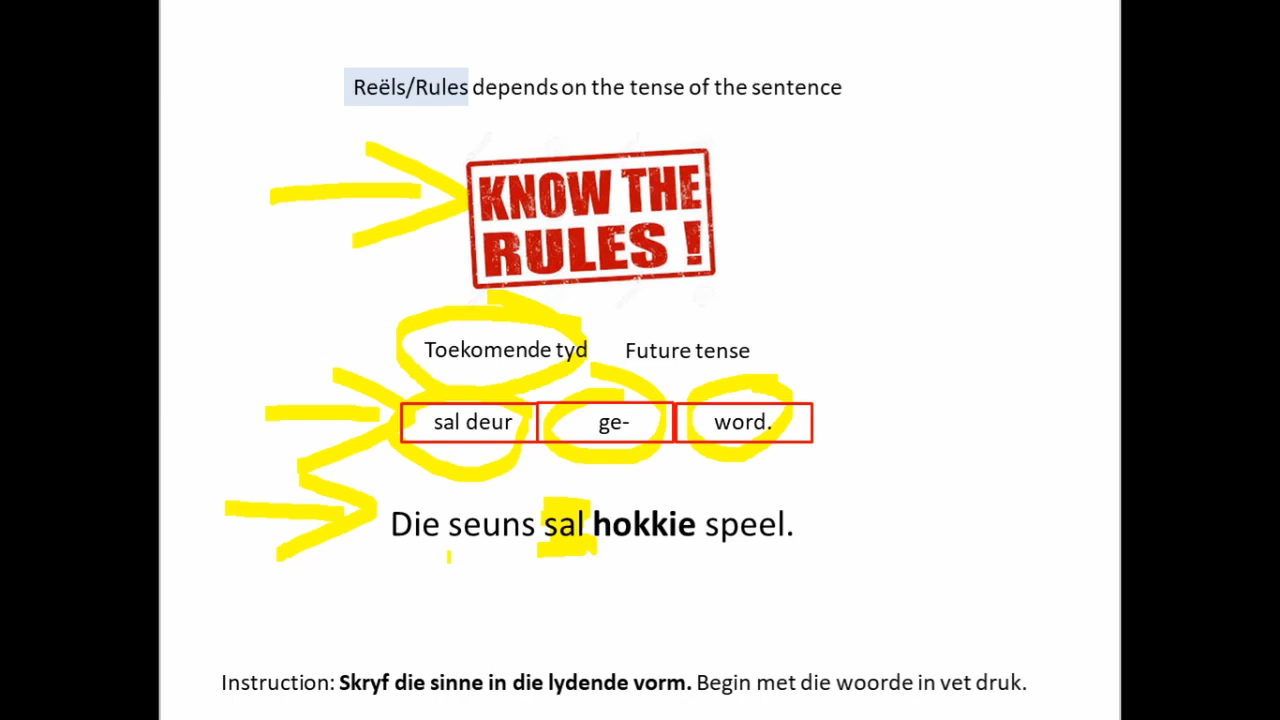 Reëls/Rules depends on the tense of the sentence
KNOW THE
RULES !
Toekomende tyd Future tense
sal deur ge- word.
Die seuns sal hokkie speel.
Instruction: Skryf die sinne in die lydende vorm. Begin met die woorde in vet druk.